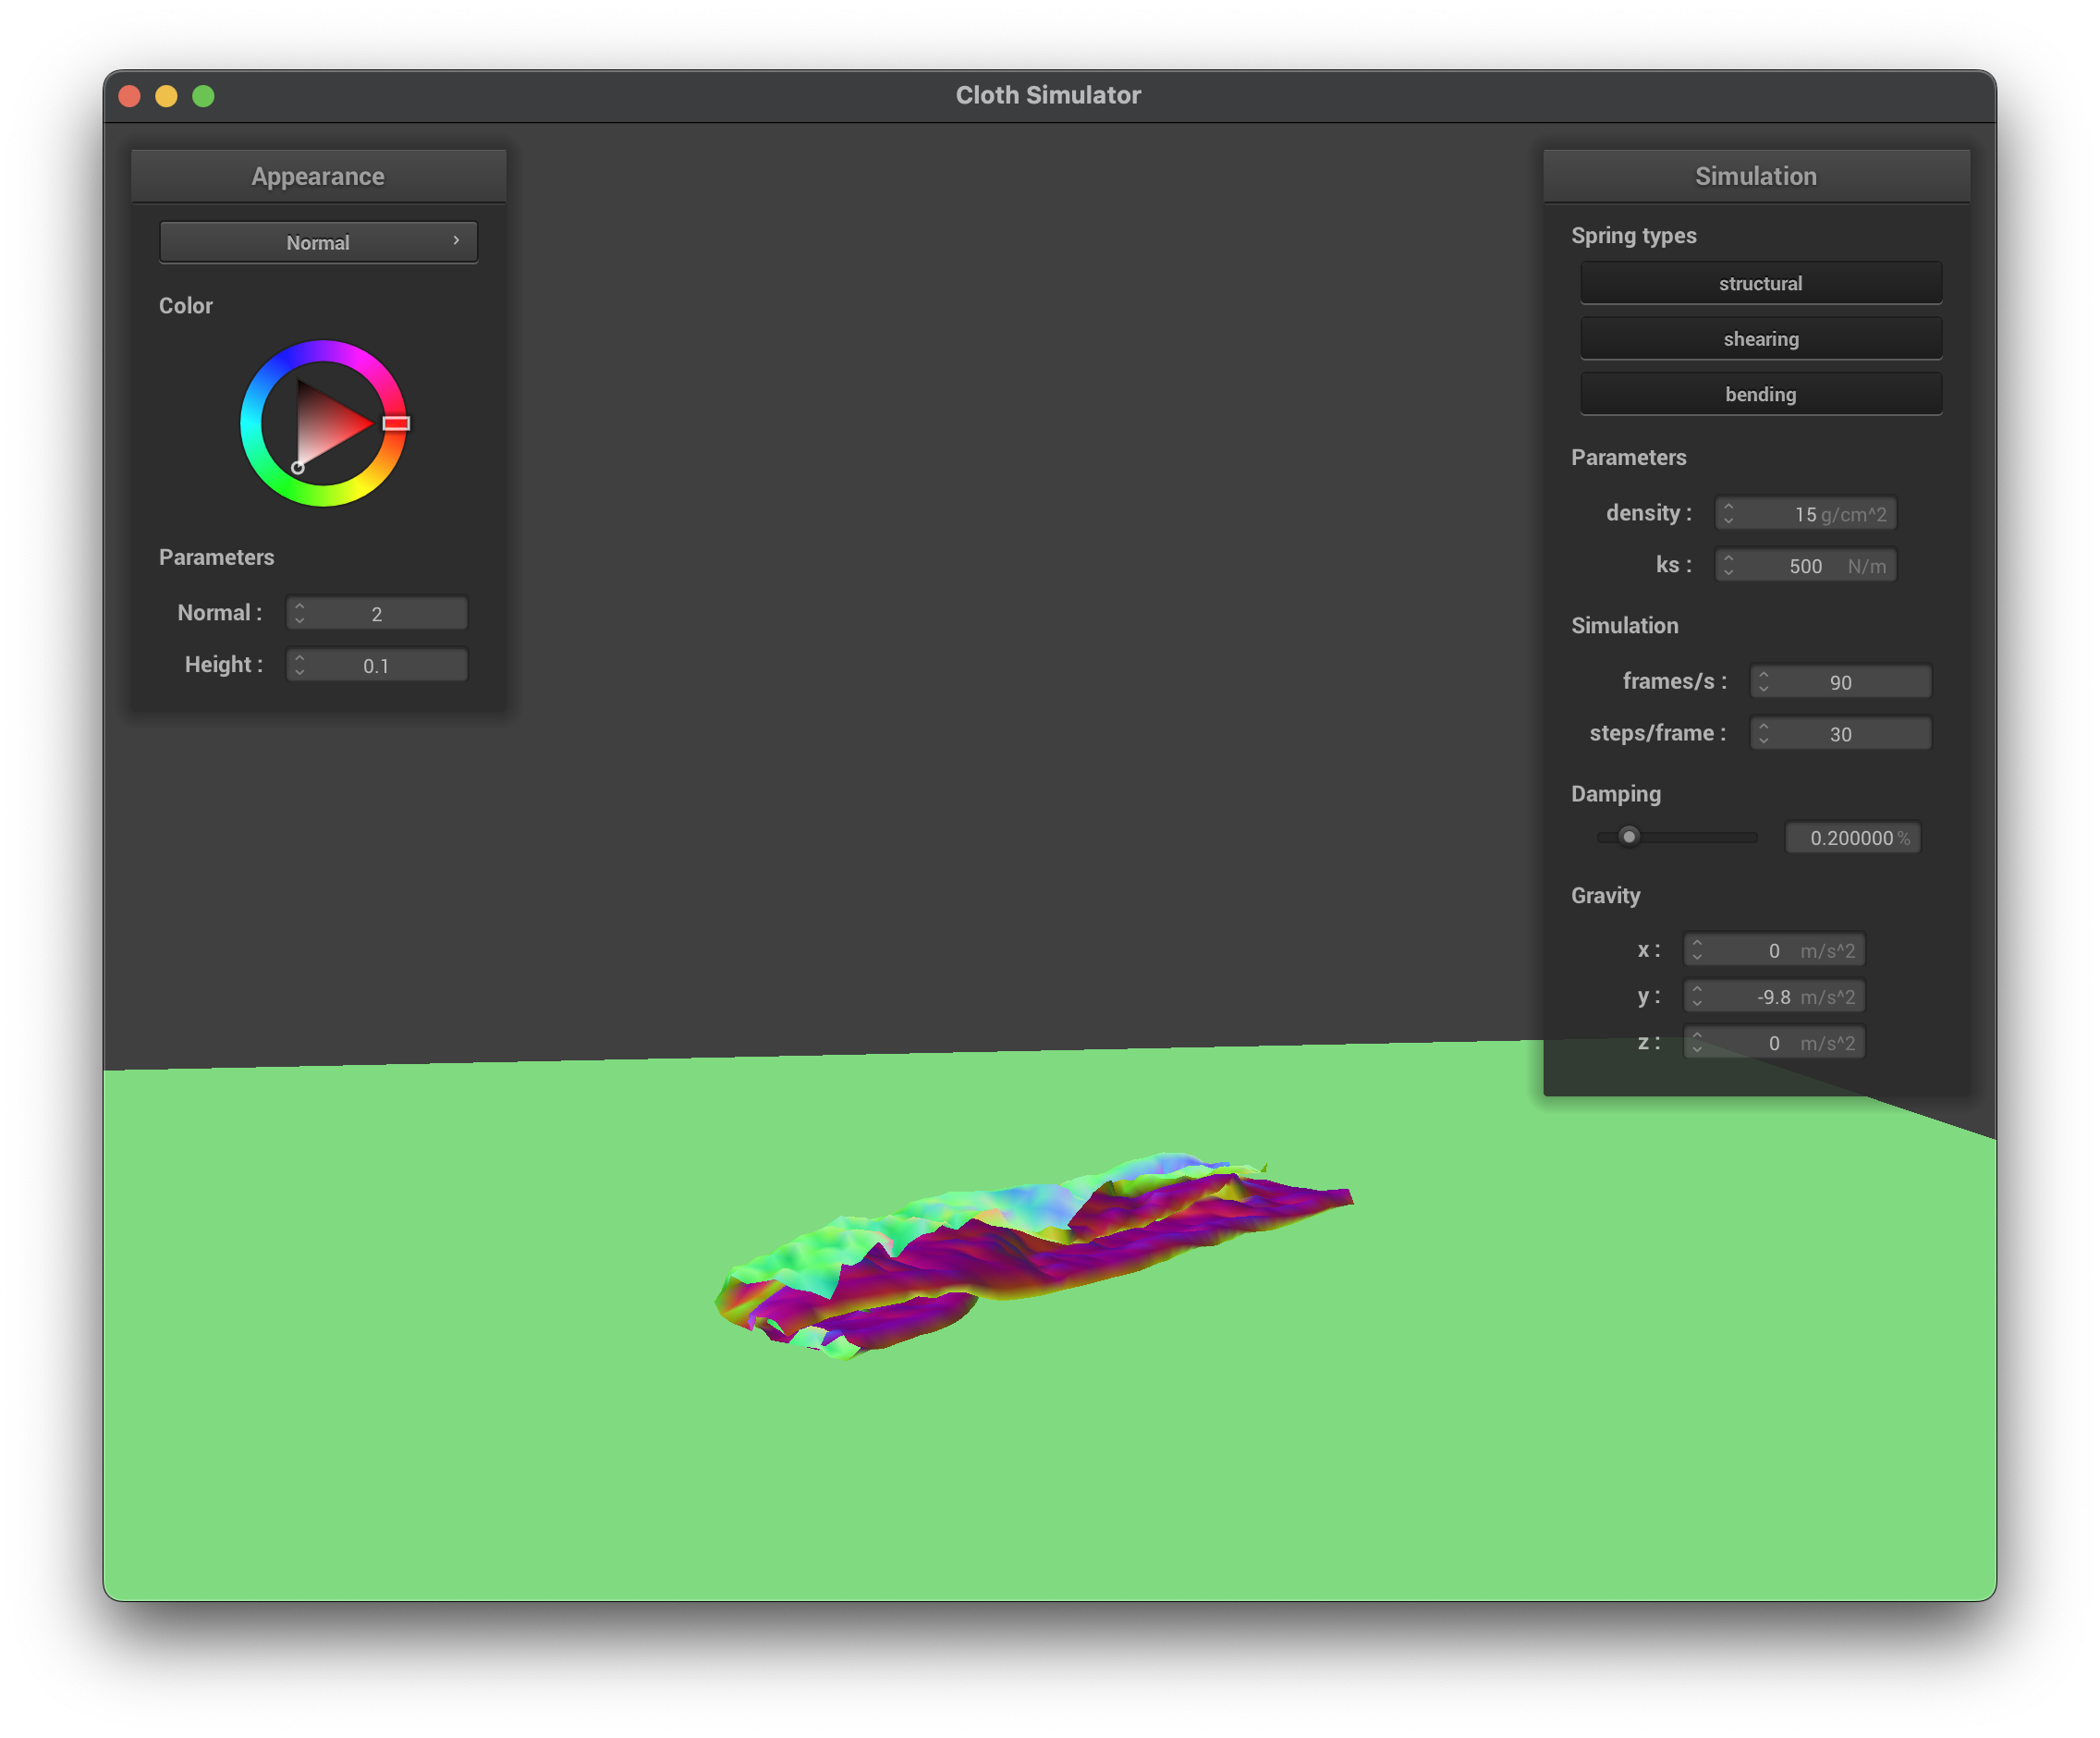 Cloth Simulator
Appearance
Normal
Color
Parameters
Normal :
2
Height :
0.1
Simulation
Spring types
structural
shearing
bending
Parameters
density :
15 g/cm^2
ks :
500 N/m
Simulation
frames/s :
90
steps/frame :
30
Damping
0.200000 %
Gravity
x :
0 m/s^2
y :
-9.8 m/s^2
z :
0 m/s^2